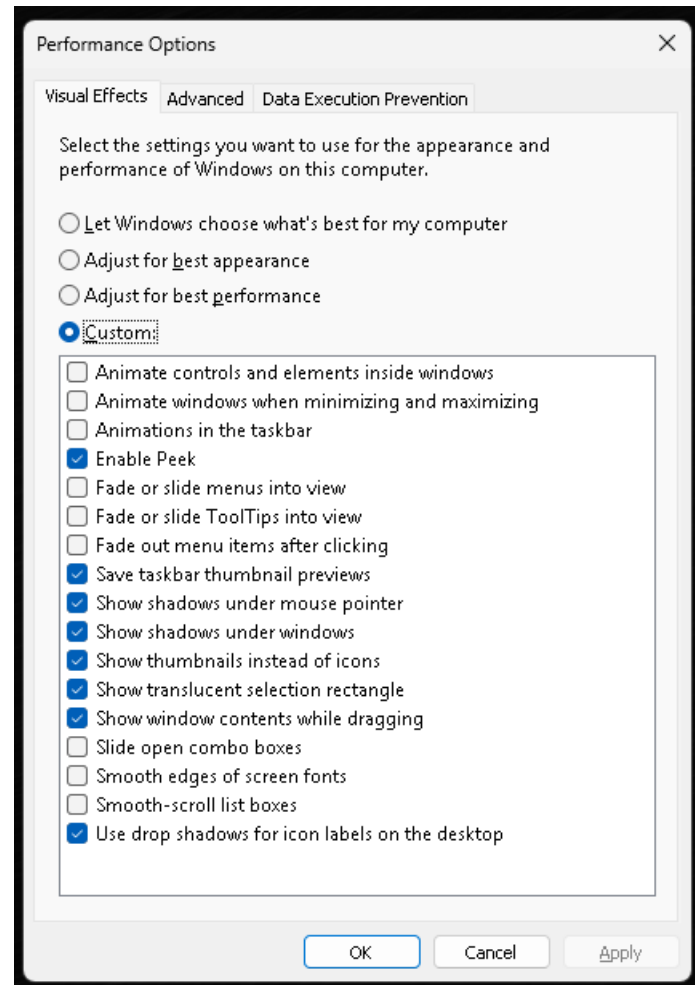 Performance Options
Visual Effects
Advanced
Data Execution Prevention
Select the settings you want to use for the appearance and
performance of Windows on this computer.
Let Windows choose what's best for my computer
Adjust for best appearance
Adjust for best performance
Custom:
Animate controls and elements inside windows
Animate windows when minimizing and maximizing
Animations in the taskbar
Enable Peek
Fade or slide menus into view
Fade or slide ToolTips into view
Fade out menu items after clicking
Save taskbar thumbnail previews
Show shadows under mouse pointer
Show shadows under windows
Show thumbnails instead of icons
Show translucent selection rectangle
Show window contents while dragging
Slide open combo boxes
Smooth edges of screen fonts
Smooth-scroll list boxes
Use drop shadows for icon labels on the desktop
OK
Cancel
Apply